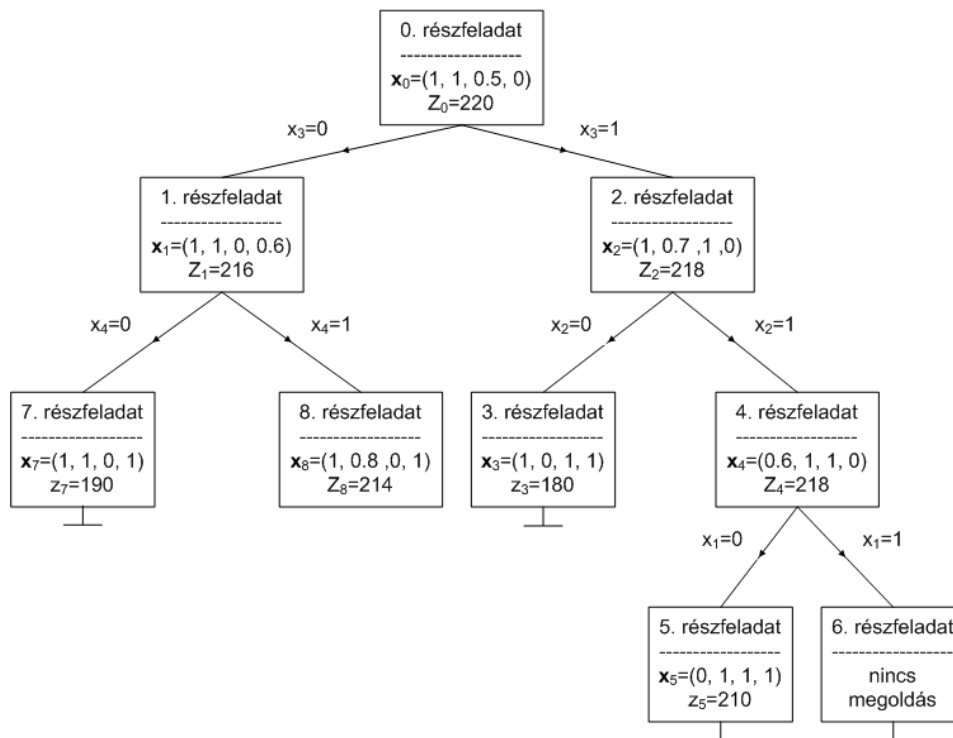 0. részfeladat
-------------------
x₀=(1, 1, 0.5, 0)
Z₀=220
x₃=0
x₃=1
1. részfeladat
-------------------
x₁=(1, 1, 0, 0.6)
Z₁=216
2. részfeladat
-------------------
x₂=(1, 0.7 ,1 ,0)
Z₂=218
x₄=0
x₄=1
x₂=0
x₂=1
7. részfeladat
-------------------
x₇=(1, 1, 0, 1)
z₇=190
8. részfeladat
-------------------
x₈=(1, 0.8 ,0, 1)
Z₈=214
3. részfeladat
-------------------
x₃=(1, 0, 1, 1)
z₃=180
4. részfeladat
-------------------
x₄=(0.6, 1, 1, 0)
Z₄=218
x₁=0
x₁=1
5. részfeladat
-------------------
x₅=(0, 1, 1, 1)
z₅=210
6. részfeladat
-------------------
nincs
megoldás